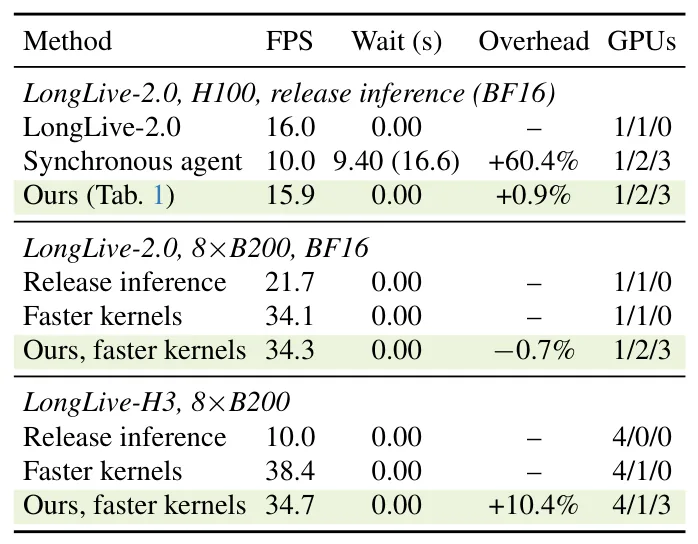 Method FPS Wait (s) Overhead GPUs
LongLive-2.0, H100, release inference (BF16)
LongLive-2.0 16.0 0.00 – 1/1/0
Synchronous agent 10.0 9.40 (16.6) +60.4% 1/2/3
Ours (Tab. 1) 15.9 0.00 +0.9% 1/2/3
LongLive-2.0, 8×B200, BF16
Release inference 21.7 0.00 – 1/1/0
Faster kernels 34.1 0.00 – 1/1/0
Ours, faster kernels 34.3 0.00 −0.7% 1/2/3
LongLive-H3, 8×B200
Release inference 10.0 0.00 – 4/0/0
Faster kernels 38.4 0.00 – 4/1/0
Ours, faster kernels 34.7 0.00 +10.4% 4/1/3